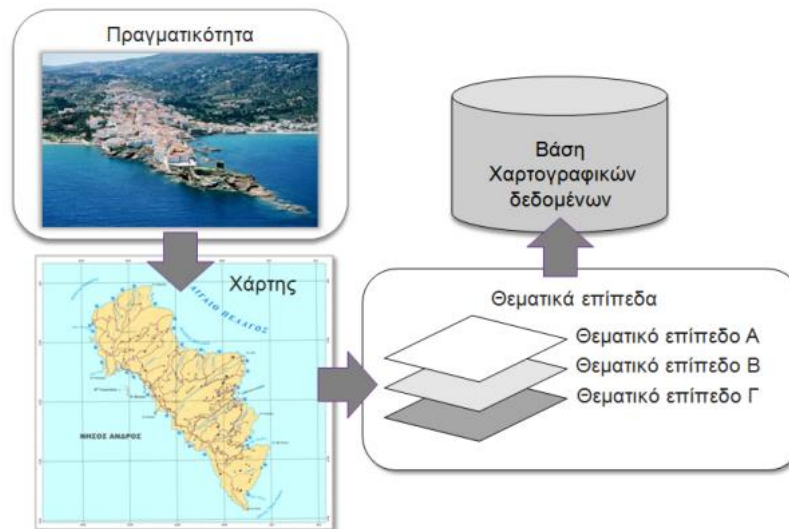 Πραγματικότητα
Βάση
Χαρτογραφικών
δεδομένων
Χάρτης
ΑΙΓΑΙΟ ΠΕΛΑΓΟΣ
ΝΗΣΟΣ ΑΝΔΡΟΣ
Θεματικά επίπεδα
Θεματικό επίπεδο Α
Θεματικό επίπεδο Β
Θεματικό επίπεδο Γ